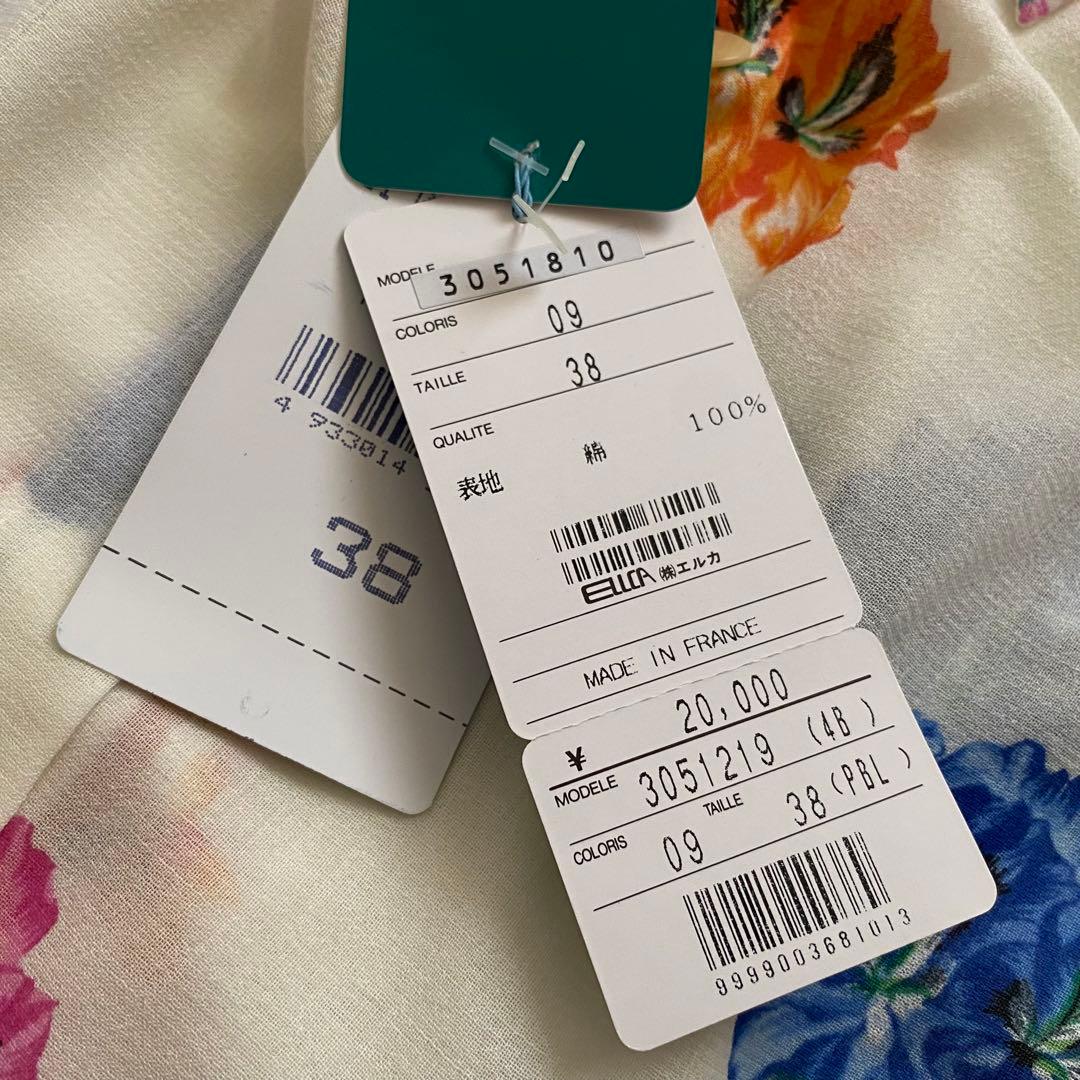 MODELE 3051810
COLORIS 09
TAILLE 38
QUALITE 100%
表地 綿
ELLCA ㈱エルカ
MADE IN FRANCE
¥ 20,000
MODELE 3051219 (4B )
COLORIS 09 TAILLE 38 (PBL )
9999003681013
4 933014
38